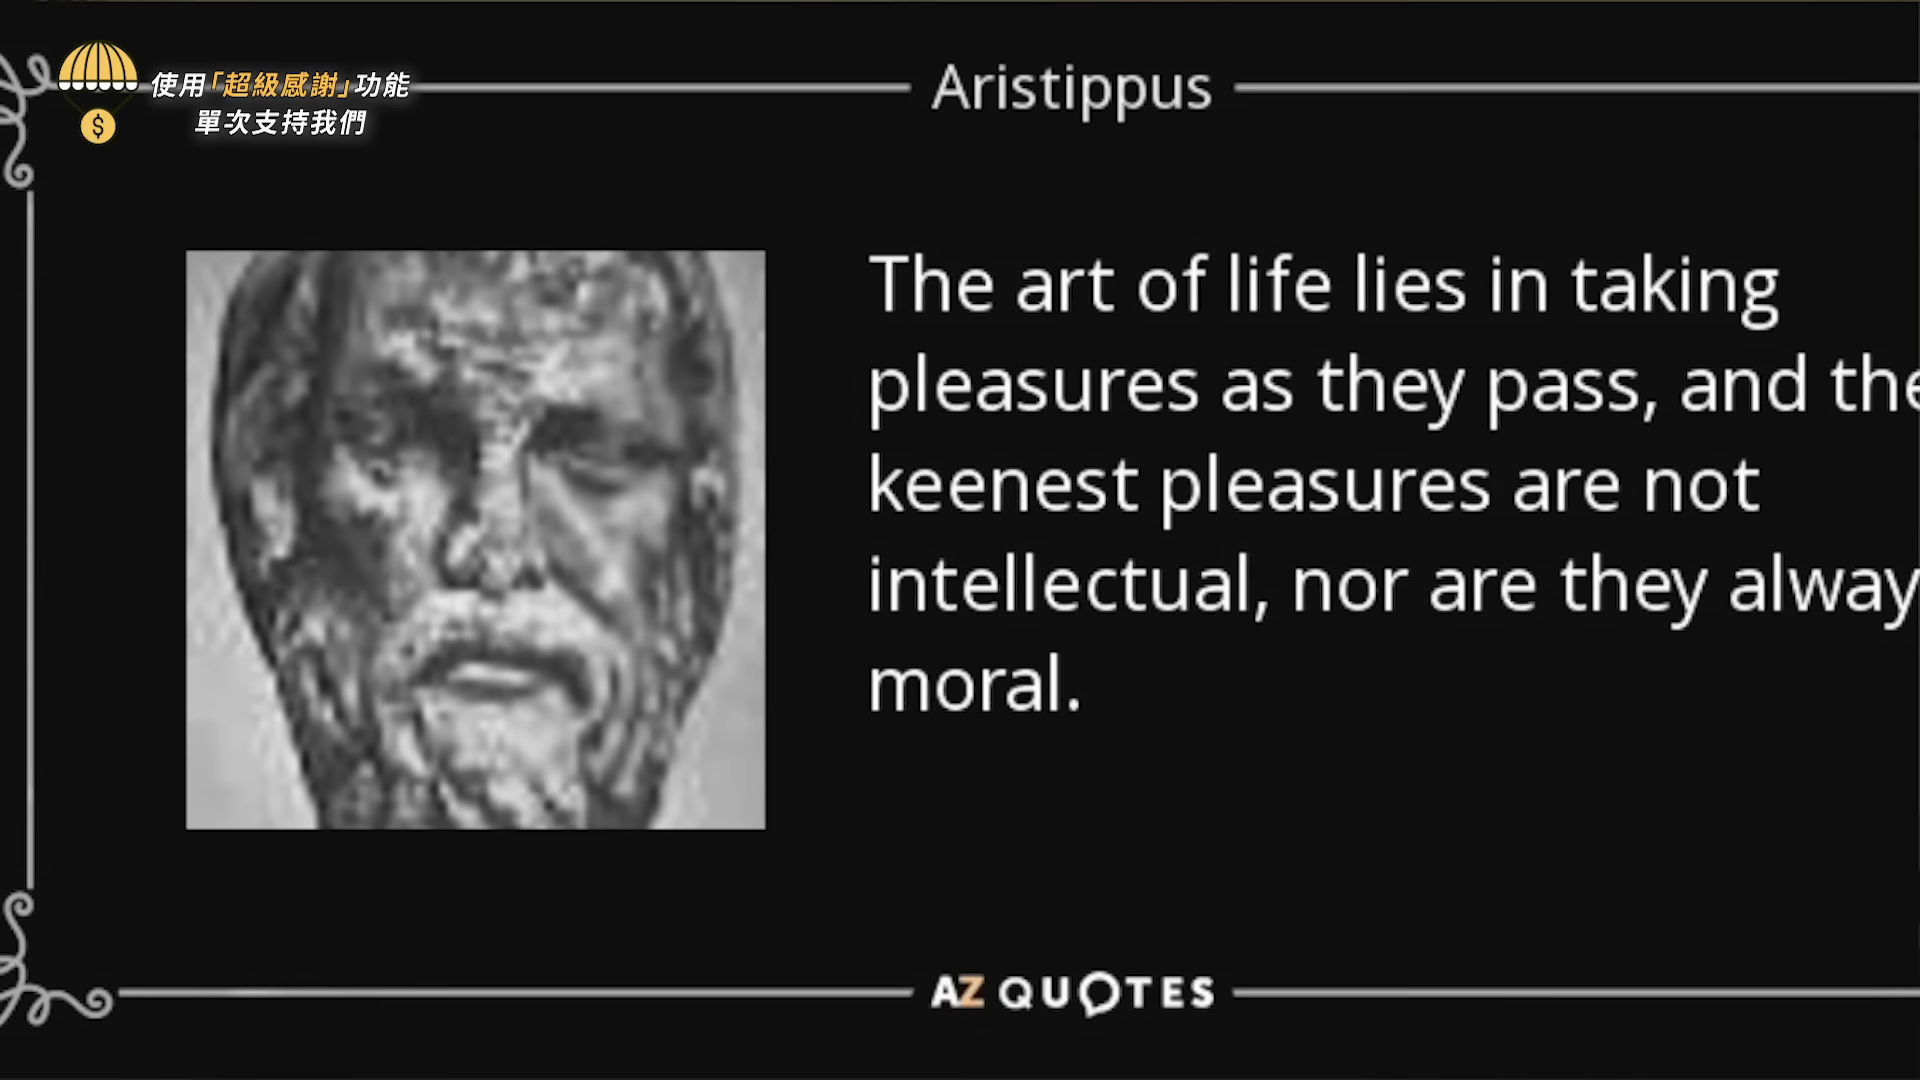 使用「超級感謝」功能
單次支持我們
$
Aristippus
The art of life lies in taking
pleasures as they pass, and the
keenest pleasures are not
intellectual, nor are they alway
moral.
AZ QUOTES